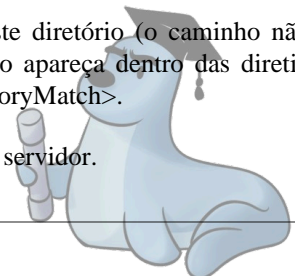 ste diretório (o caminho nã
o apareça dentro das direti
oryMatch>.
servidor.